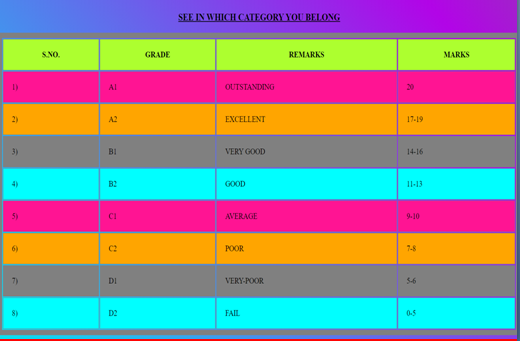 SEE IN WHICH CATEGORY YOU BELONG
S.NO. GRADE REMARKS MARKS
1) A1 OUTSTANDING 20
2) A2 EXCELLENT 17-19
3) B1 VERY GOOD 14-16
4) B2 GOOD 11-13
5) C1 AVERAGE 9-10
6) C2 POOR 7-8
7) D1 VERY-POOR 5-6
8) D2 FAIL 0-5